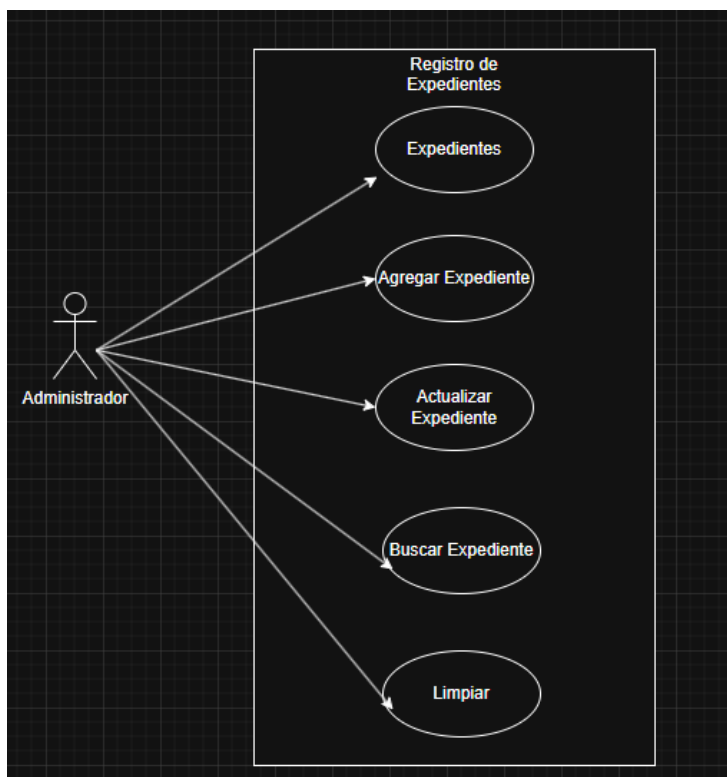 Registro de
Expedientes
Expedientes
Agregar Expediente
Administrador
Actualizar
Expediente
Buscar Expediente
Limpiar